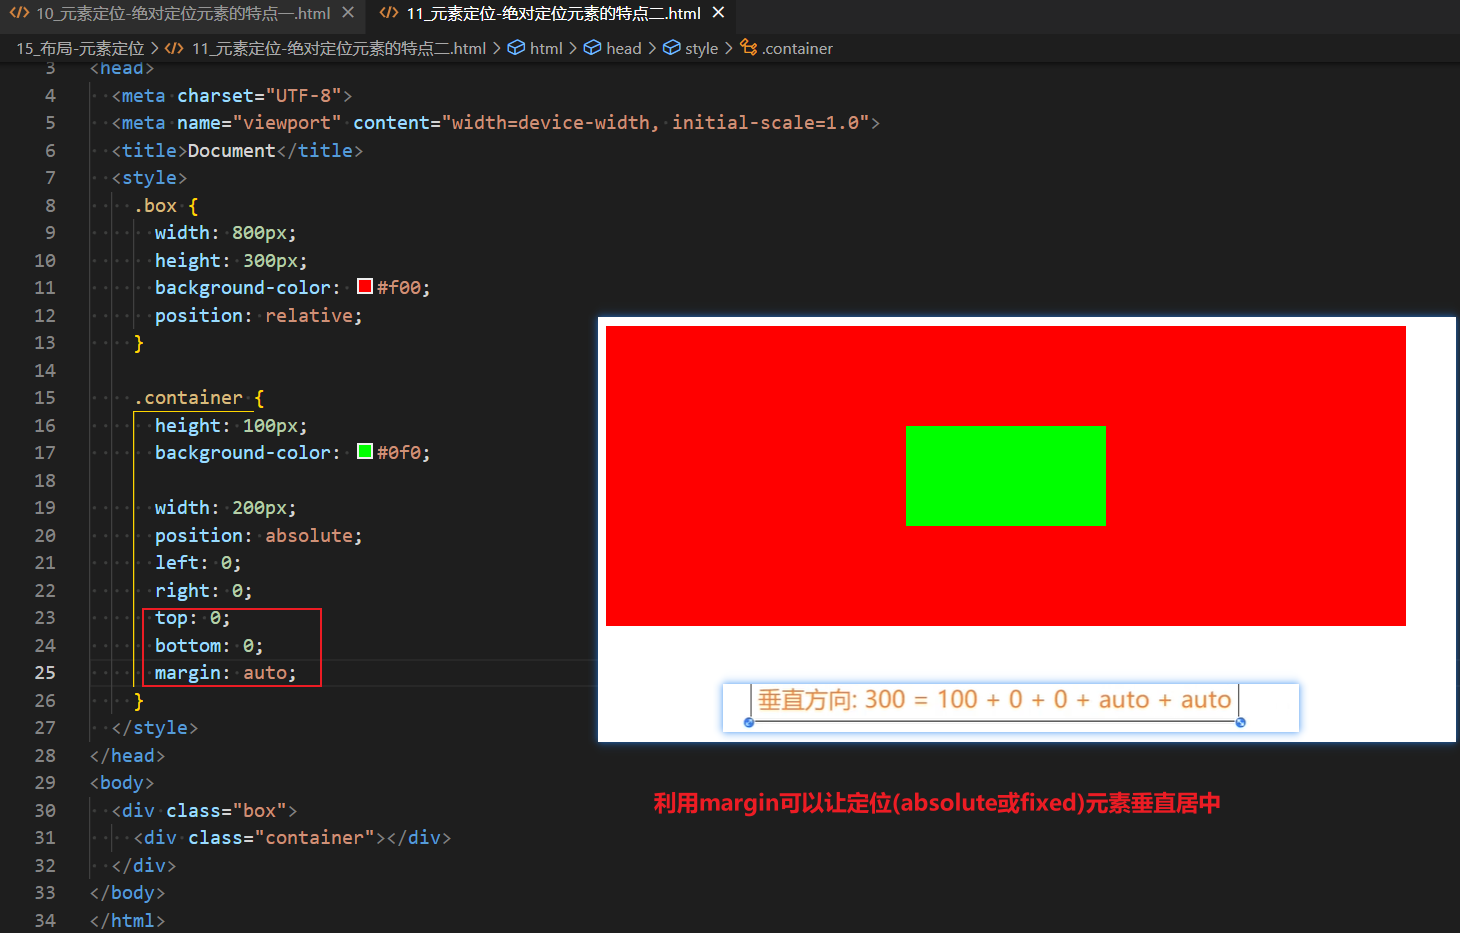 10_元素定位-绝对定位元素的特点一.html
11_元素定位-绝对定位元素的特点二.html
15_布局-元素定位 > 11_元素定位-绝对定位元素的特点二.html > html > head > style > .container
3 <head>
4 <meta charset="UTF-8">
5 <meta name="viewport" content="width=device-width, initial-scale=1.0">
6 <title>Document</title>
7 <style>
8 .box {
9 width: 800px;
10 height: 300px;
11 background-color: #f00;
12 position: relative;
13 }
14
15 .container {
16 height: 100px;
17 background-color: #0f0;
18
19 width: 200px;
20 position: absolute;
21 left: 0;
22 right: 0;
23 top: 0;
24 bottom: 0;
25 margin: auto;
26 }
27 </style>
28 </head>
29 <body>
30 <div class="box">
31 <div class="container"></div>
32 </div>
33 </body>
34 </html>
垂直方向: 300 = 100 + 0 + 0 + auto + auto
利用margin可以让定位(absolute或fixed)元素垂直居中